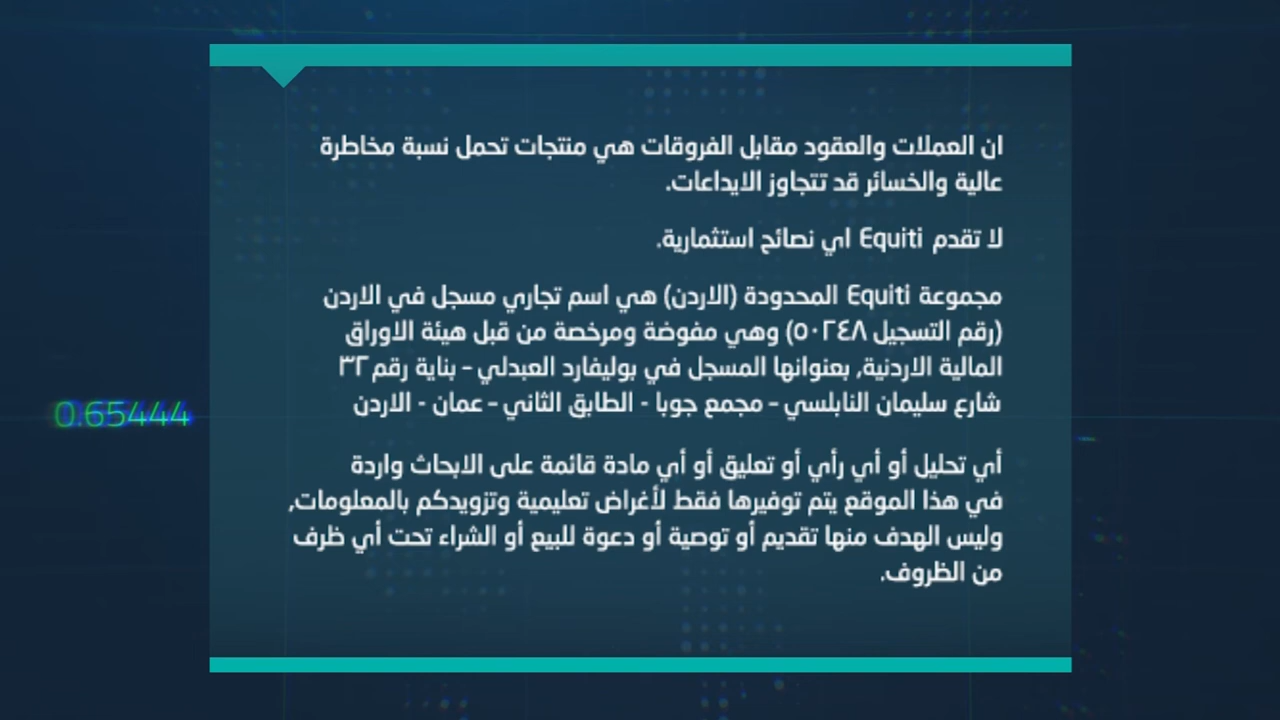 ان العملات والعقود مقابل الفروقات هي منتجات تحمل نسبة مخاطرة
عالية والخسائر قد تتجاوز الايداعات.
لا تقدم Equiti اي نصائح استثمارية.
مجموعة Equiti المحدودة (الاردن) هي اسم تجاري مسجل في الاردن
(رقم التسجيل ٥٠٢٤٨) وهي مفوضة ومرخصة من قبل هيئة الاوراق
المالية الاردنية, بعنوانها المسجل في بوليفارد العبدلي - بناية رقم ٣٢
شارع سليمان النابلسي - مجمع جوبا - الطابق الثاني - عمان - الاردن
0.65444
أي تحليل أو أي رأي أو تعليق أو أي مادة قائمة على الابحاث واردة
في هذا الموقع يتم توفيرها فقط لأغراض تعليمية وتزويدكم بالمعلومات,
وليس الهدف منها تقديم أو توصية أو دعوة للبيع أو الشراء تحت أي ظرف
من الظروف.